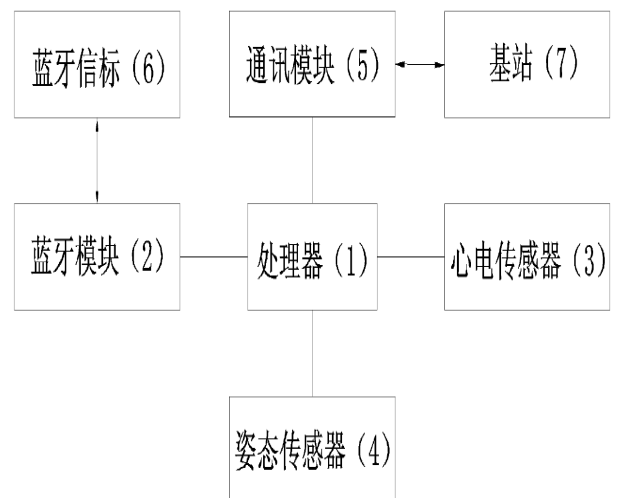 蓝牙信标(6)
通讯模块(5)
基站(7)
蓝牙模块(2)
处理器(1)
心电传感器(3)
姿态传感器(4)